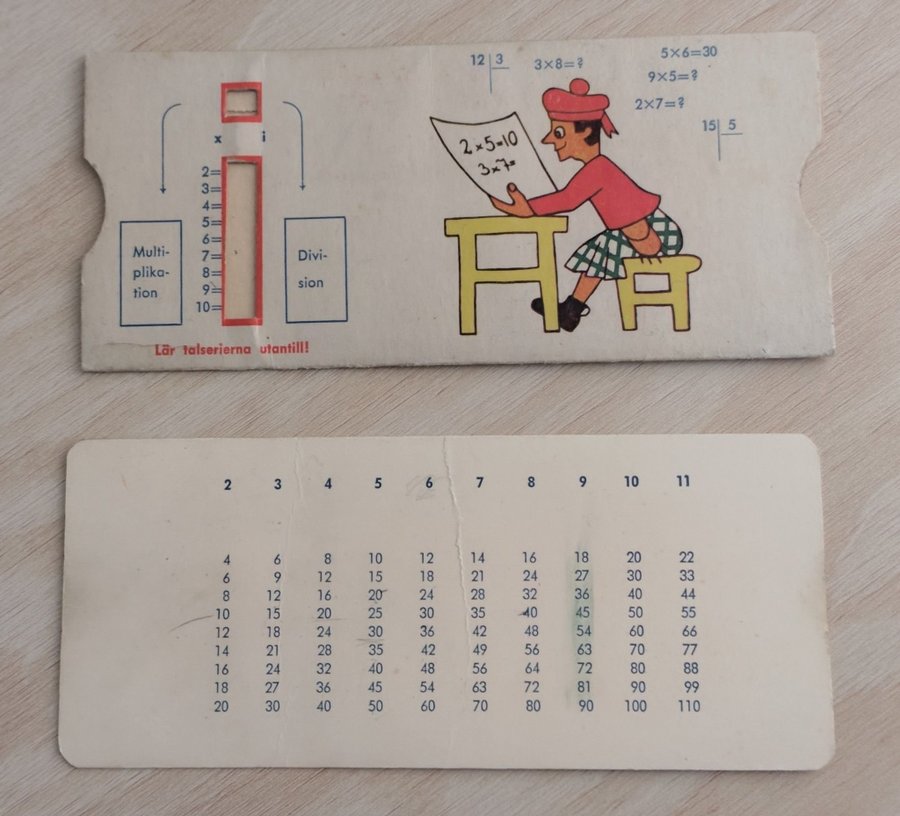 12 3
3×8=?
5×6=30
9×5=?
2×7=?
15 5
2×5=10
3×7=
x i
2=
3=
4=
5=
6=
7=
8=
9=
10=
Multi-
plika-
tion
Divi-
sion
Lär talserierna utantill!
2 3 4 5 6 7 8 9 10 11
4 6 8 10 12 14 16 18 20 22
6 9 12 15 18 21 24 27 30 33
8 12 16 20 24 28 32 36 40 44
10 15 20 25 30 35 40 45 50 55
12 18 24 30 36 42 48 54 60 66
14 21 28 35 42 49 56 63 70 77
16 24 32 40 48 56 64 72 80 88
18 27 36 45 54 63 72 81 90 99
20 30 40 50 60 70 80 90 100 110